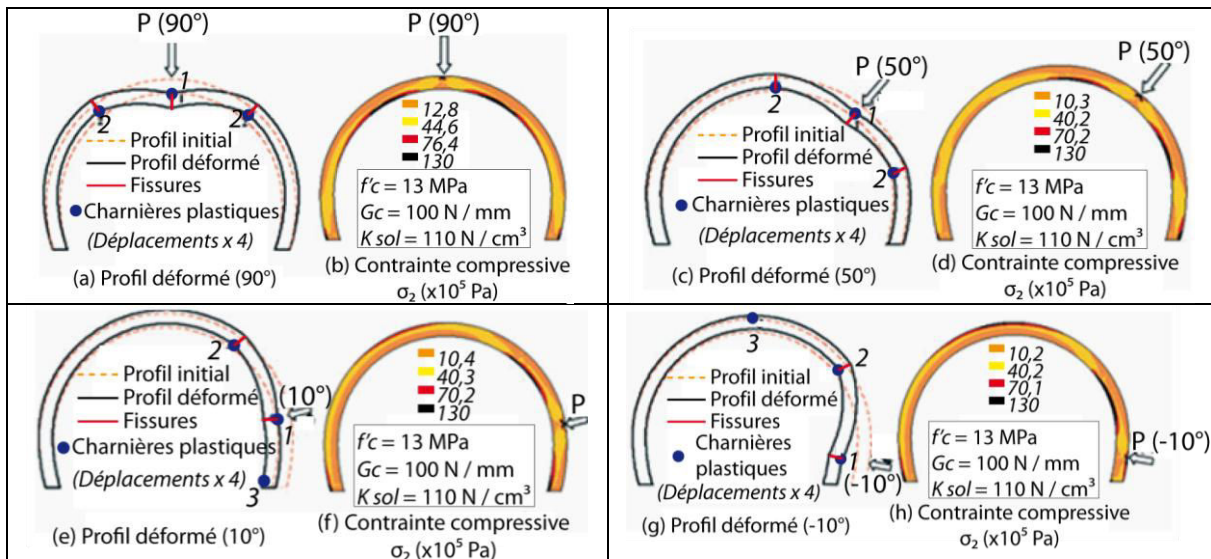 P (90°)
1
2
2
Profil initial
Profil déformé
Fissures
Charnières plastiques
(Déplacements x 4)
(a) Profil déformé (90°)
P (90°)
12,8
44,6
76,4
130
f'c = 13 MPa
Gc = 100 N / mm
K sol = 110 N / cm³
(b) Contrainte compressive
σ₂ (x10⁵ Pa)
P (50°)
1
2
2
Profil initial
Profil déformé
Fissures
Charnières plastiques
(Déplacements x 4)
(c) Profil déformé (50°)
P (50°)
10,3
40,2
70,2
130
f'c = 13 MPa
Gc = 100 N / mm
K sol = 110 N / cm³
(d) Contrainte compressive
σ₂ (x10⁵ Pa)
2
Profil initial
Profil déformé
(10°)
Fissures
1
Charnières plastiques
(Déplacements x 4)
3
(e) Profil déformé (10°)
10,4
40,3
70,2
130
P
f'c = 13 MPa
Gc = 100 N / mm
K sol = 110 N / cm³
(f) Contrainte compressive
σ₂ (x10⁵ Pa)
3
2
Profil initial
Profil déformé
Fissures
Charnières
plastiques
1
(Déplacements x 4)
(-10°)
(g) Profil déformé (-10°)
10,2
40,2
70,1
130
f'c = 13 MPa
Gc = 100 N / mm
K sol = 110 N / cm³
P (-10°)
(h) Contrainte compressive
σ₂ (x10⁵ Pa)